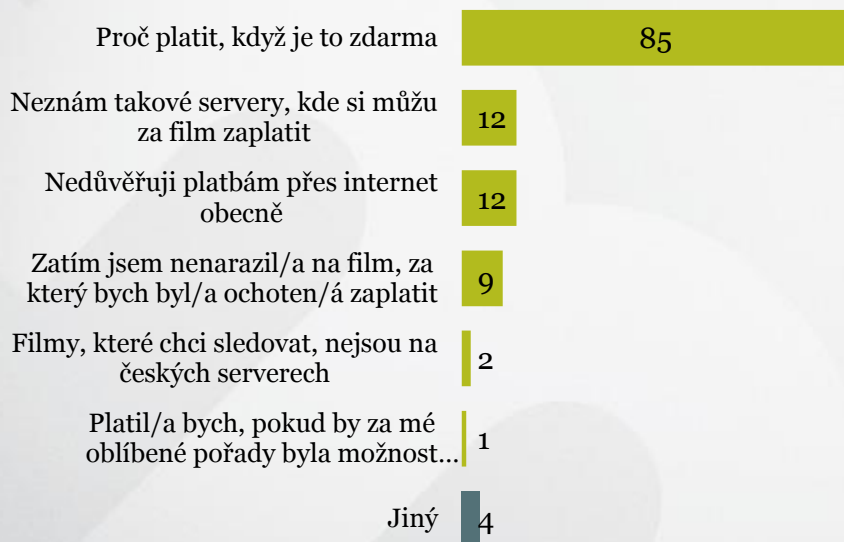 Proč platit, když je to zdarma
85
Neznám takové servery, kde si můžu
za film zaplatit
12
Nedůvěřuji platbám přes internet
obecně
12
Zatím jsem nenarazil/a na film, za
který bych byl/a ochoten/á zaplatit
9
Filmy, které chci sledovat, nejsou na
českých serverech
2
Platil/a bych, pokud by za mé
oblíbené pořady byla možnost...
1
Jiný
4